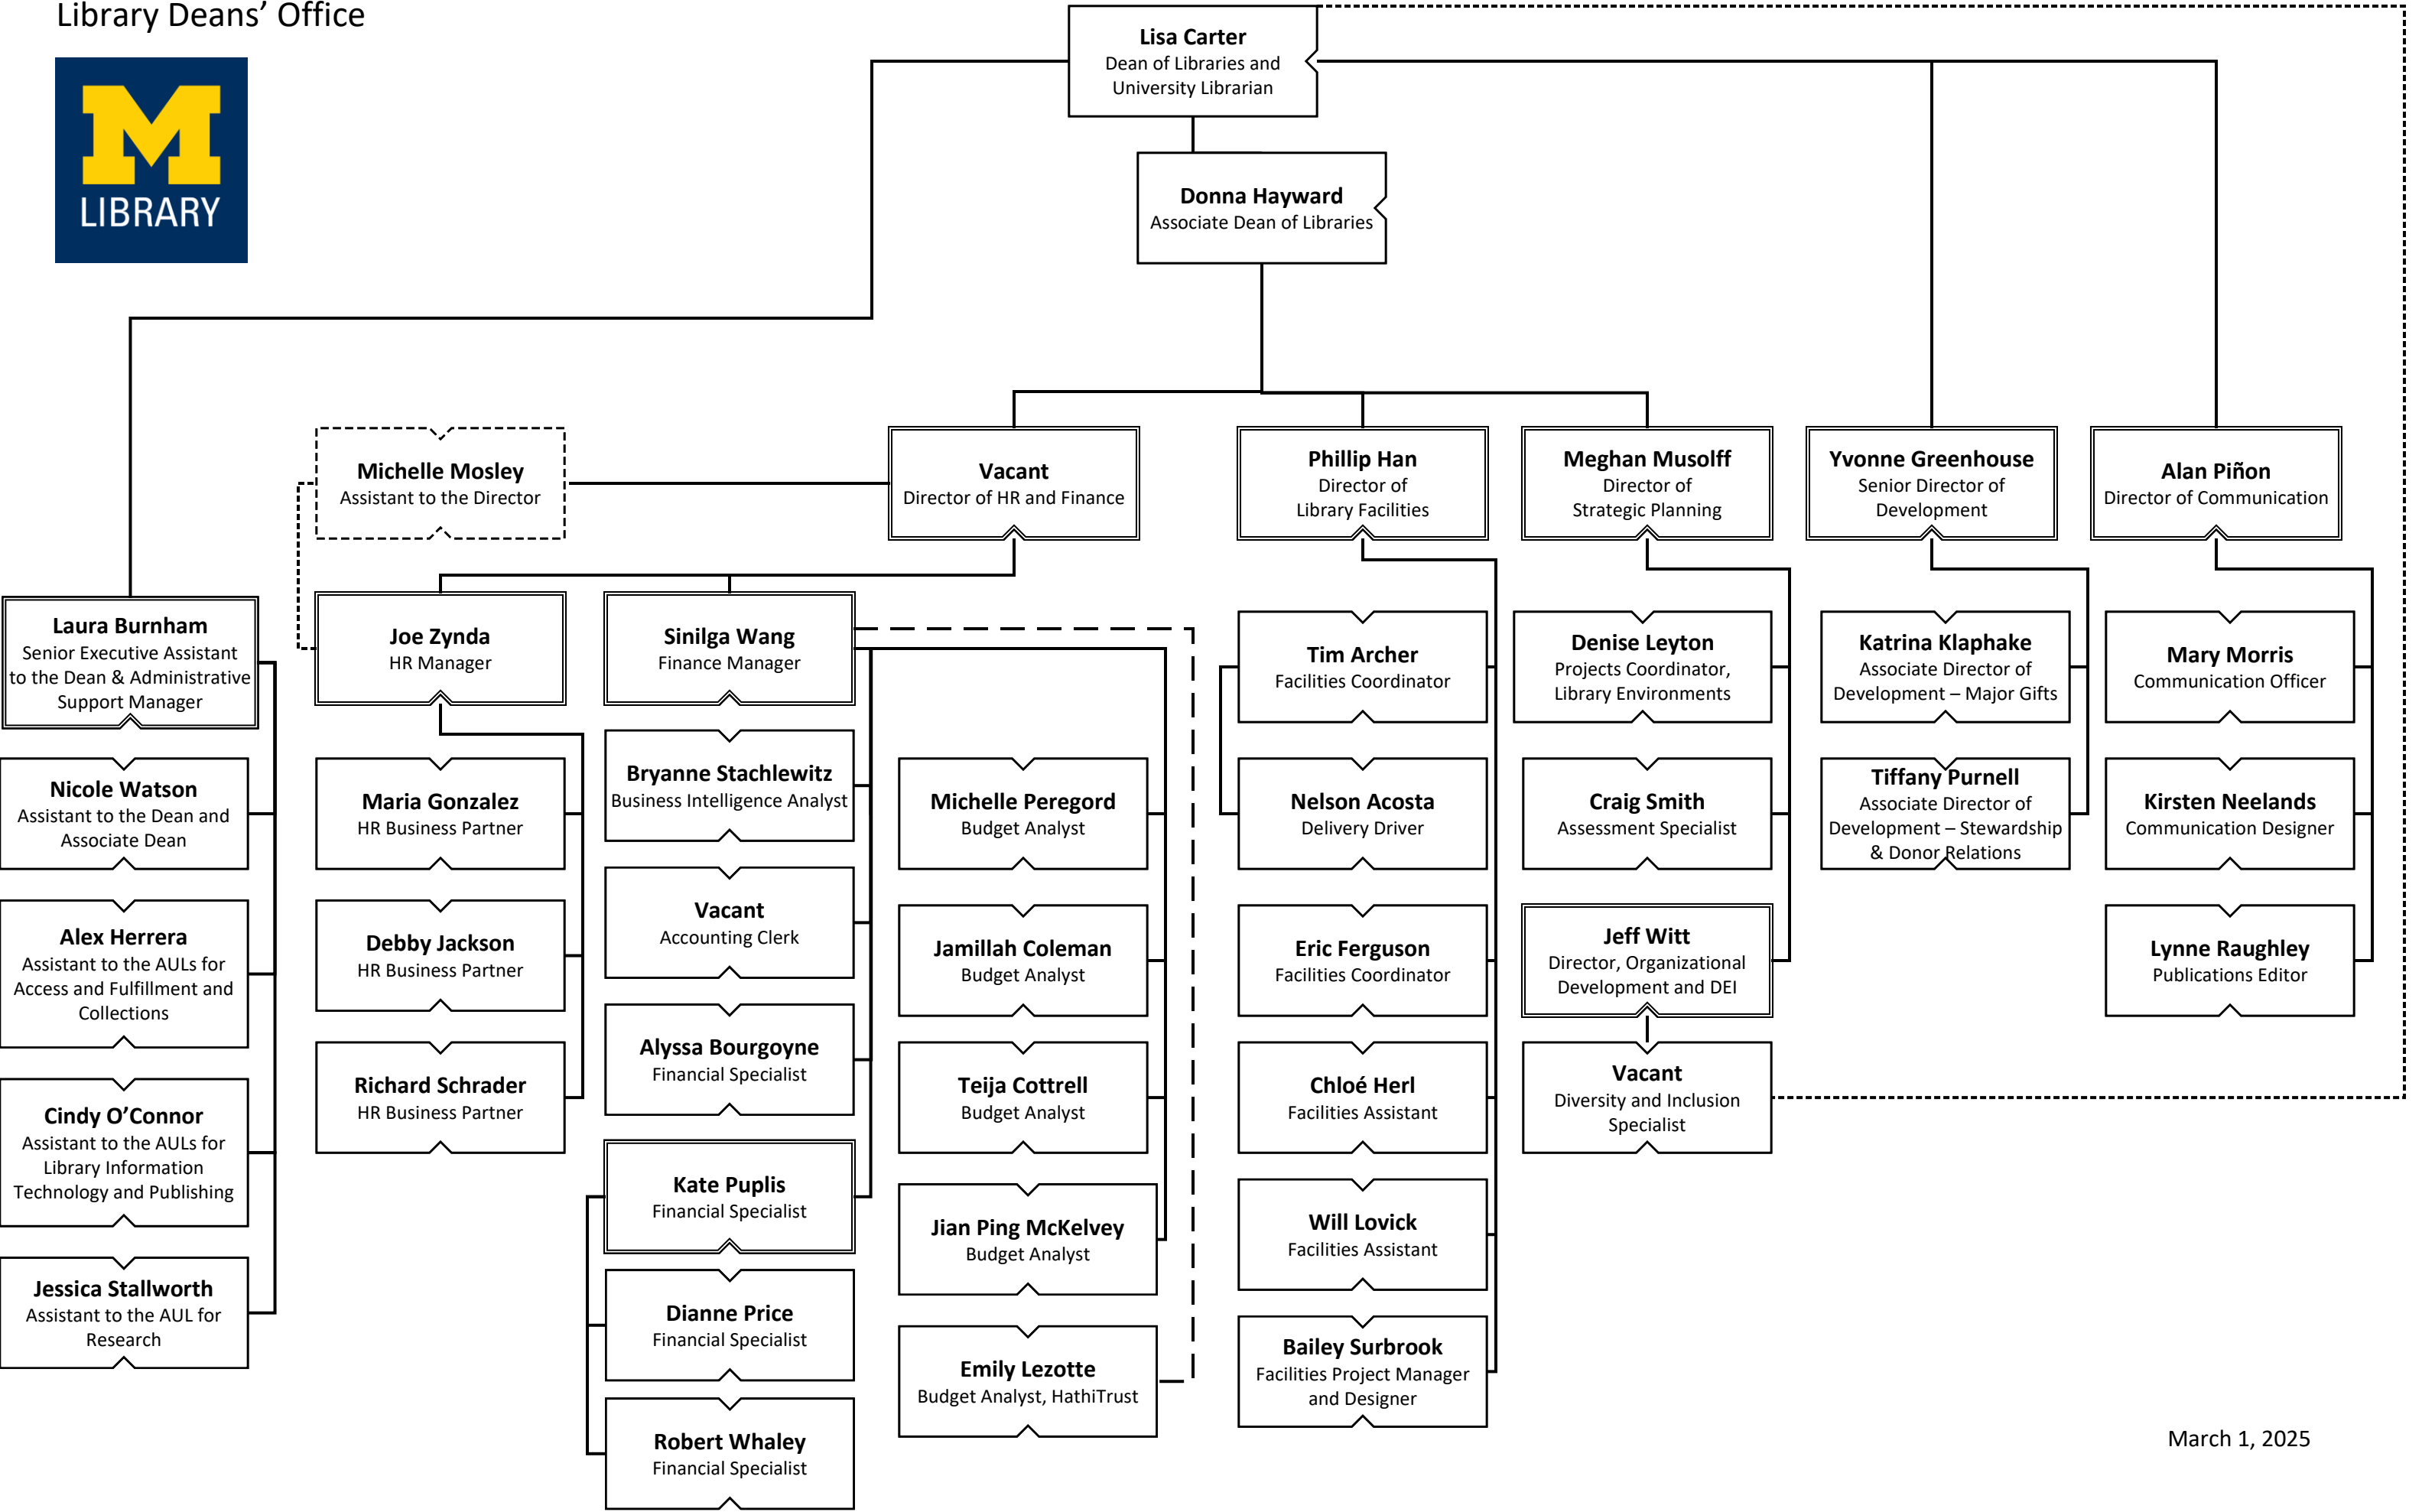 Library Deans’ Office
M
LIBRARY
Lisa Carter
Dean of Libraries and
University Librarian
Donna Hayward
Associate Dean of Libraries
Michelle Mosley
Assistant to the Director
Vacant
Director of HR and Finance
Phillip Han
Director of
Library Facilities
Meghan Musolff
Director of
Strategic Planning
Yvonne Greenhouse
Senior Director of
Development
Alan Piñon
Director of Communication
Laura Burnham
Senior Executive Assistant
to the Dean & Administrative
Support Manager
Nicole Watson
Assistant to the Dean and
Associate Dean
Alex Herrera
Assistant to the AULs for
Access and Fulfillment and
Collections
Cindy O’Connor
Assistant to the AULs for
Library Information
Technology and Publishing
Jessica Stallworth
Assistant to the AUL for
Research
Joe Zynda
HR Manager
Maria Gonzalez
HR Business Partner
Debby Jackson
HR Business Partner
Richard Schrader
HR Business Partner
Sinilga Wang
Finance Manager
Bryanne Stachlewitz
Business Intelligence Analyst
Vacant
Accounting Clerk
Alyssa Bourgoyne
Financial Specialist
Kate Puplis
Financial Specialist
Dianne Price
Financial Specialist
Robert Whaley
Financial Specialist
Michelle Peregord
Budget Analyst
Jamillah Coleman
Budget Analyst
Teija Cottrell
Budget Analyst
Jian Ping McKelvey
Budget Analyst
Emily Lezotte
Budget Analyst, HathiTrust
Tim Archer
Facilities Coordinator
Nelson Acosta
Delivery Driver
Eric Ferguson
Facilities Coordinator
Chloé Herl
Facilities Assistant
Will Lovick
Facilities Assistant
Bailey Surbrook
Facilities Project Manager
and Designer
Denise Leyton
Projects Coordinator,
Library Environments
Craig Smith
Assessment Specialist
Jeff Witt
Director, Organizational
Development and DEI
Vacant
Diversity and Inclusion
Specialist
Katrina Klaphake
Associate Director of
Development – Major Gifts
Tiffany Purnell
Associate Director of
Development – Stewardship
& Donor Relations
Mary Morris
Communication Officer
Kirsten Neelands
Communication Designer
Lynne Raughley
Publications Editor
March 1, 2025